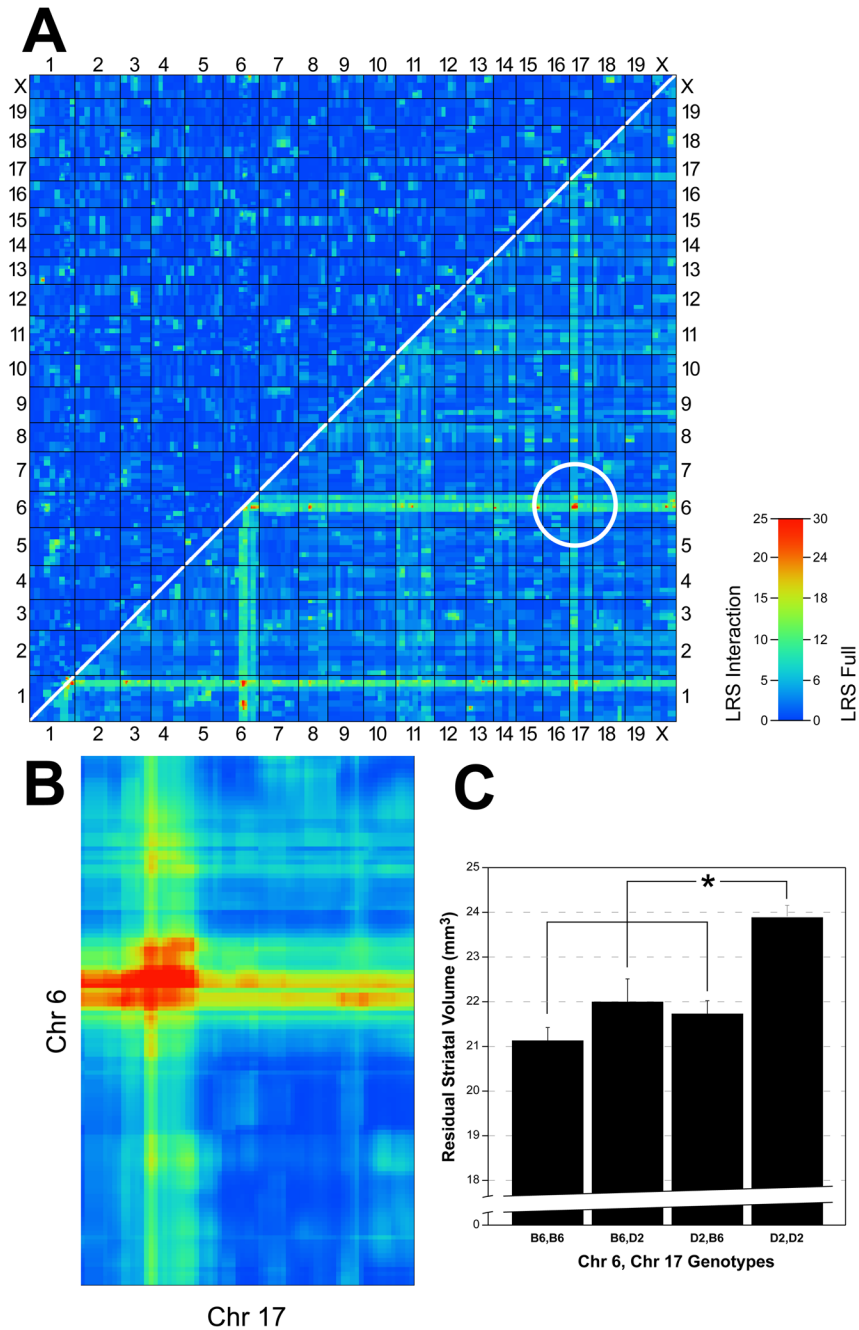 A
1 2 3 4 5 6 7 8 9 10 11 12 13 14 15 16 17 18 19 X
X X
19 19
18 18
17 17
16 16
15 15
14 14
13 13
12 12
11 11
10 10
9 9
8 8
7 7
6 6
5 5
4 4
3 3
2 2
1 1
1 2 3 4 5 6 7 8 9 10 11 12 13 14 15 16 17 18 19 X
LRS Interaction
25 30
20 24
15 18
10 12
5 6
0 0
LRS Full
B
Chr 6
Chr 17
C
Residual Striatal Volume (mm3)
25
24
23
22
21
20
19
18
0
*
B6,B6 B6,D2 D2,B6 D2,D2
Chr 6, Chr 17 Genotypes